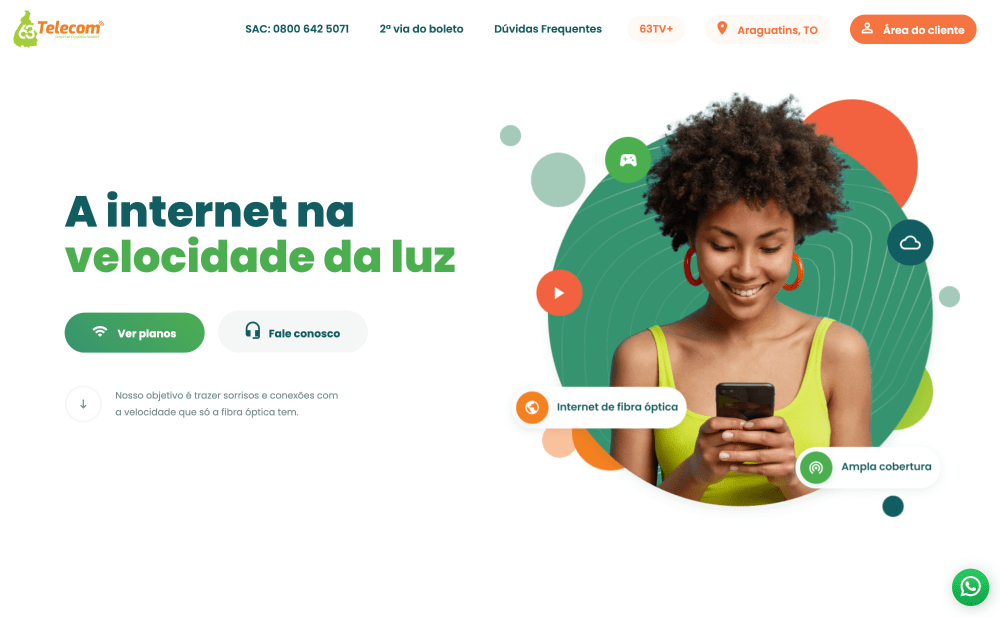 63 Telecom
SAC: 0800 642 5071
2ª via do boleto
Dúvidas Frequentes
63TV+
Araguatins, TO
Área do cliente
A internet na
velocidade da luz
Ver planos
Fale conosco
Nosso objetivo é trazer sorrisos e conexões com
a velocidade que só a fibra óptica tem.
Internet de fibra óptica
Ampla cobertura